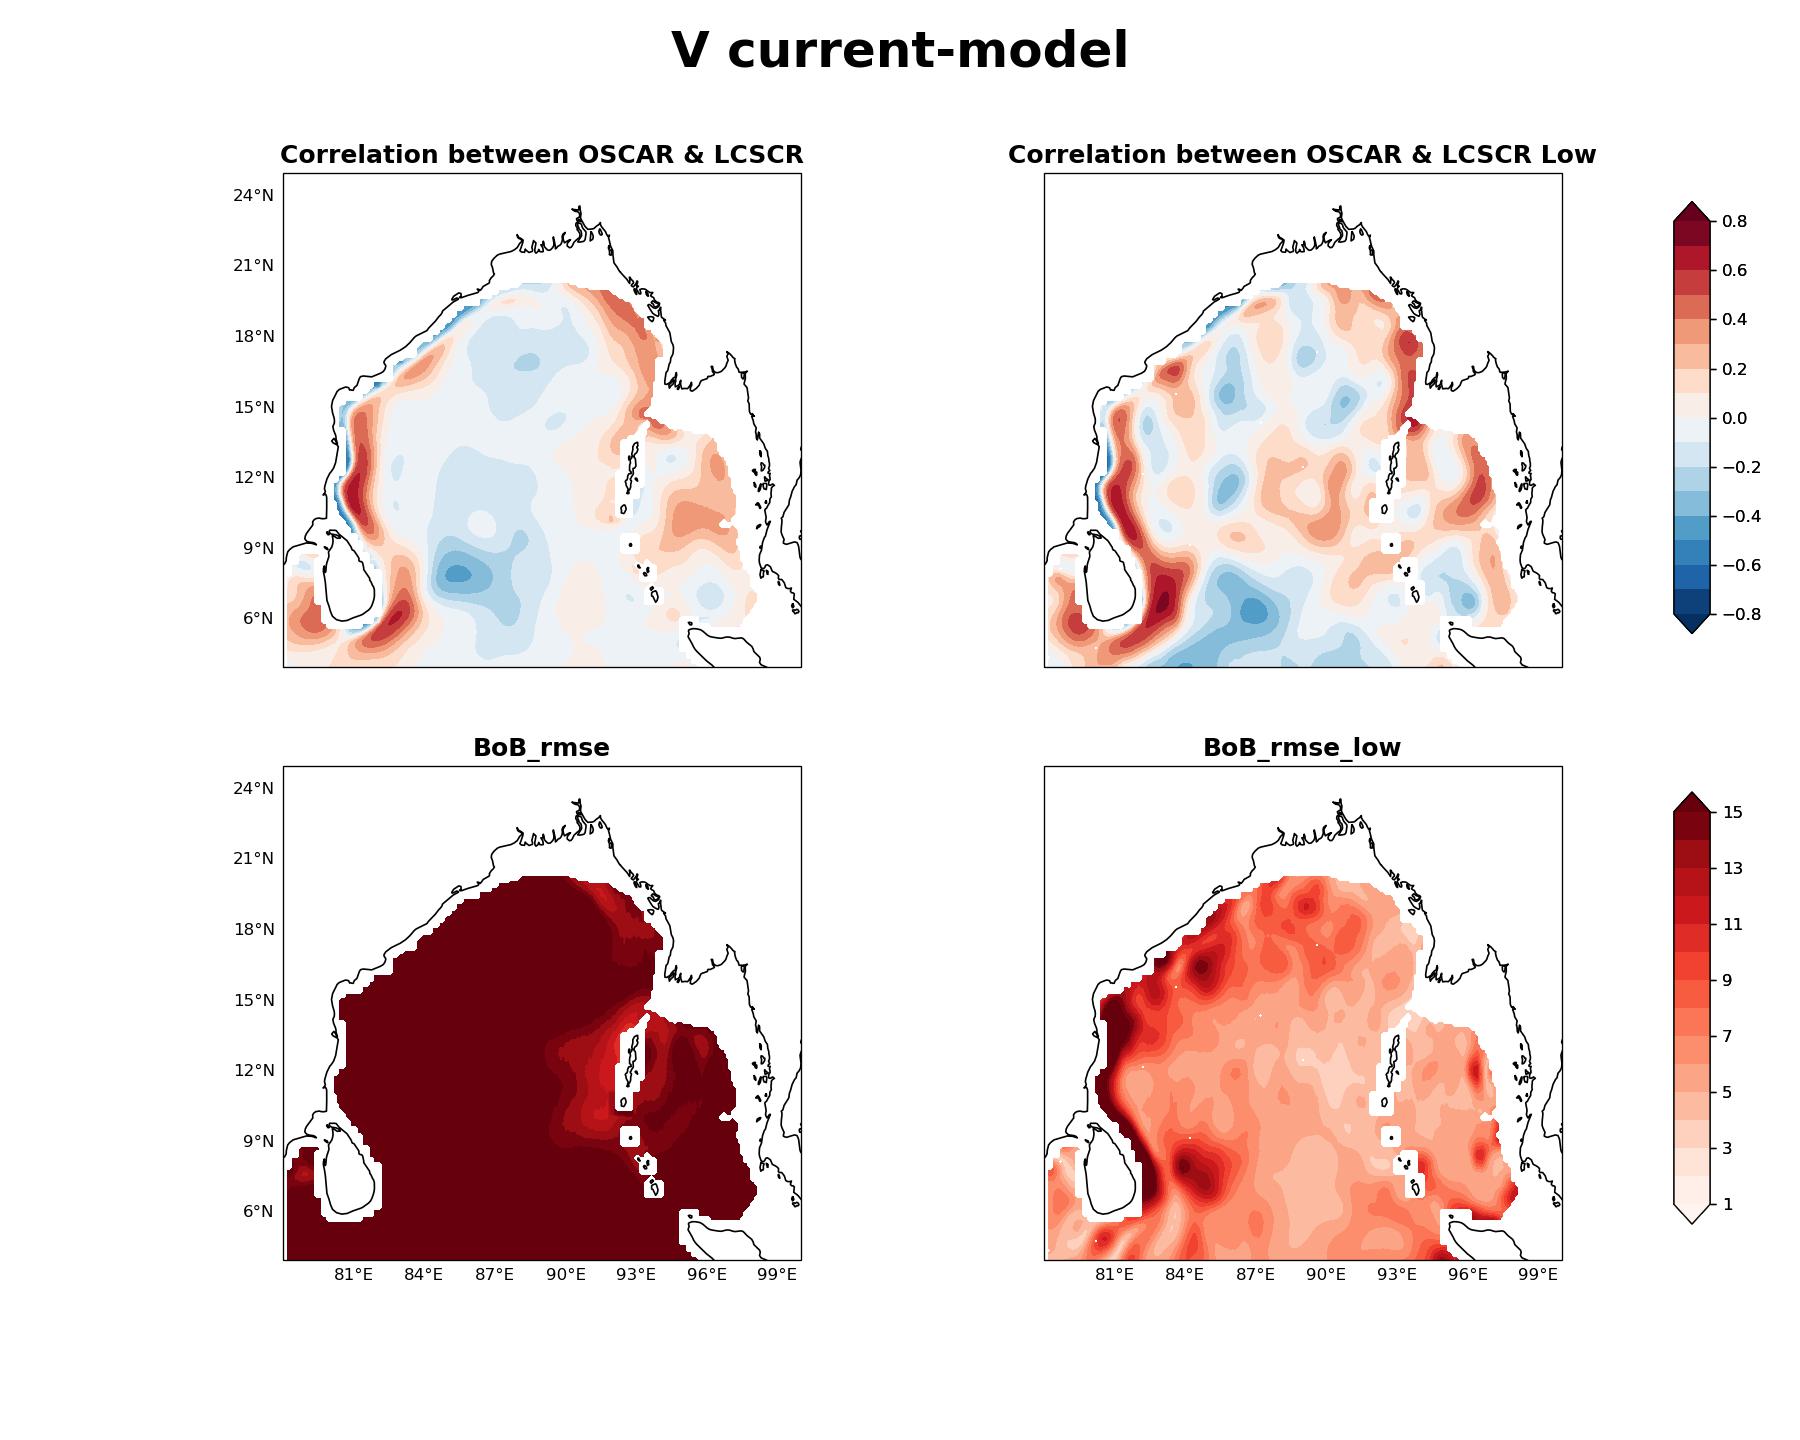 V current-model
Correlation between OSCAR & LCSCR
Correlation between OSCAR & LCSCR Low
24°N
21°N
18°N
15°N
12°N
9°N
6°N
0.8
0.6
0.4
0.2
0.0
−0.2
−0.4
−0.6
−0.8
BoB_rmse
BoB_rmse_low
24°N
21°N
18°N
15°N
12°N
9°N
6°N
81°E 84°E 87°E 90°E 93°E 96°E 99°E
81°E 84°E 87°E 90°E 93°E 96°E 99°E
15
13
11
9
7
5
3
1